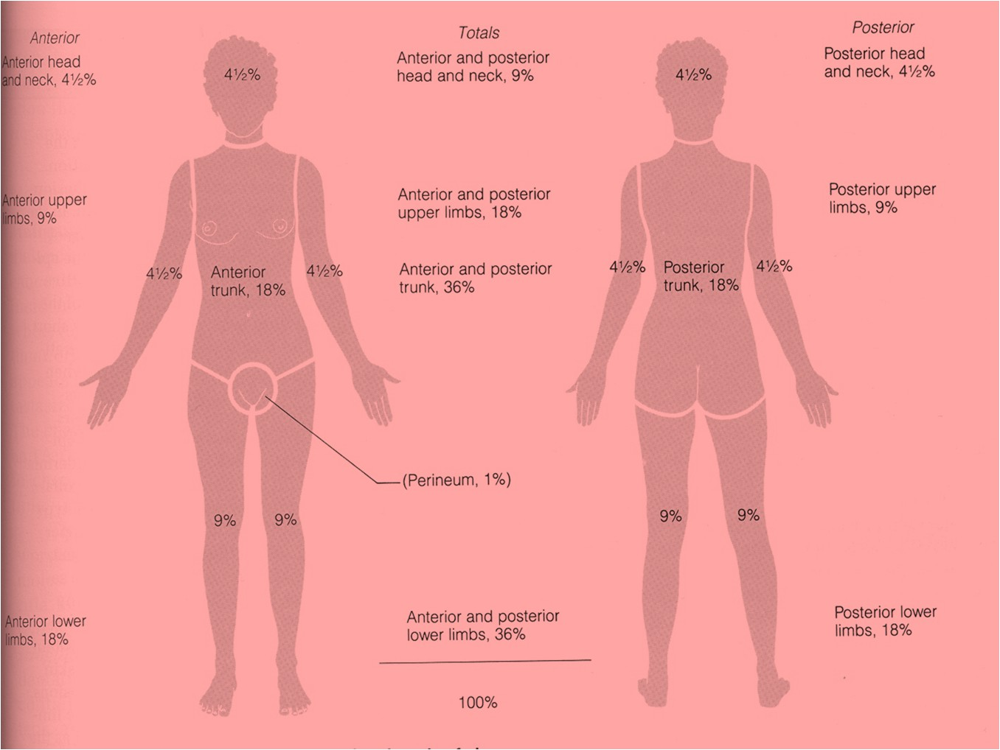 Anterior
Anterior head
and neck, 4½%
4½%
Anterior upper
limbs, 9%
4½%
Anterior
trunk, 18%
4½%
9%
9%
Anterior lower
limbs, 18%
Totals
Anterior and posterior
head and neck, 9%
Anterior and posterior
upper limbs, 18%
Anterior and posterior
trunk, 36%
(Perineum, 1%)
Anterior and posterior
lower limbs, 36%
100%
Posterior
Posterior head
and neck, 4½%
4½%
Posterior upper
limbs, 9%
4½%
Posterior
trunk, 18%
4½%
9%
9%
Posterior lower
limbs, 18%